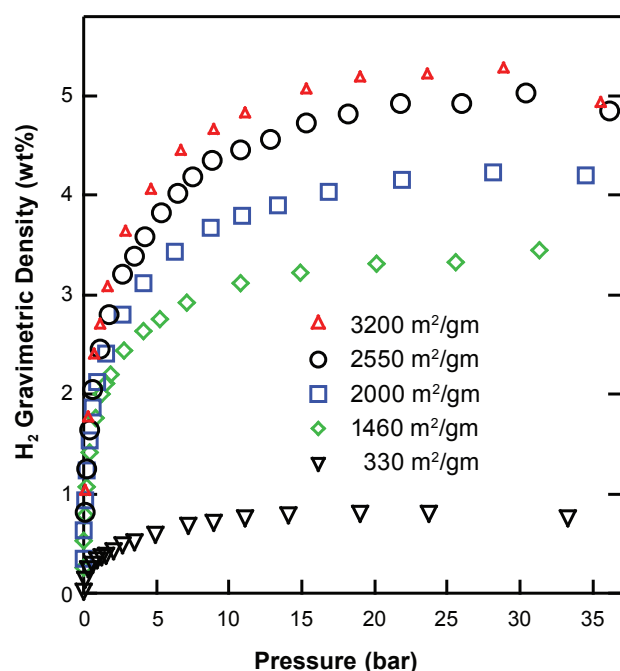 H₂ Gravimetric Density (wt%)
5
4
3
2
1
0
3200 m²/gm
2550 m²/gm
2000 m²/gm
1460 m²/gm
330 m²/gm
0 5 10 15 20 25 30 35
Pressure (bar)